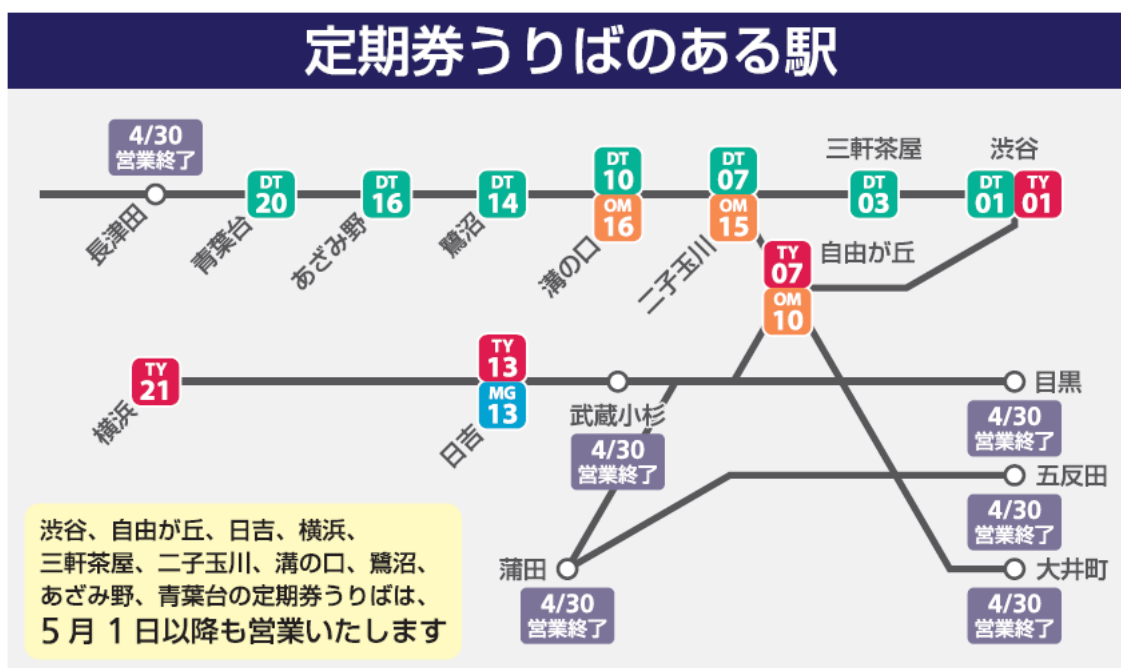 定期券うりばのある駅
4/30
営業終了
長津田
DT
20
青葉台
DT
16
あざみ野
DT
14
鷺沼
DT
10
OM
16
溝の口
DT
07
OM
15
二子玉川
三軒茶屋
DT
03
渋谷
DT
01
TY
01
TY
07
OM
10
自由が丘
TY
21
横浜
TY
13
MG
13
日吉
武蔵小杉
4/30
営業終了
目黒
4/30
営業終了
五反田
4/30
営業終了
蒲田
4/30
営業終了
大井町
4/30
営業終了
渋谷、自由が丘、日吉、横浜、
三軒茶屋、二子玉川、溝の口、鷺沼、
あざみ野、青葉台の定期券うりばは、
5月1日以降も営業いたします